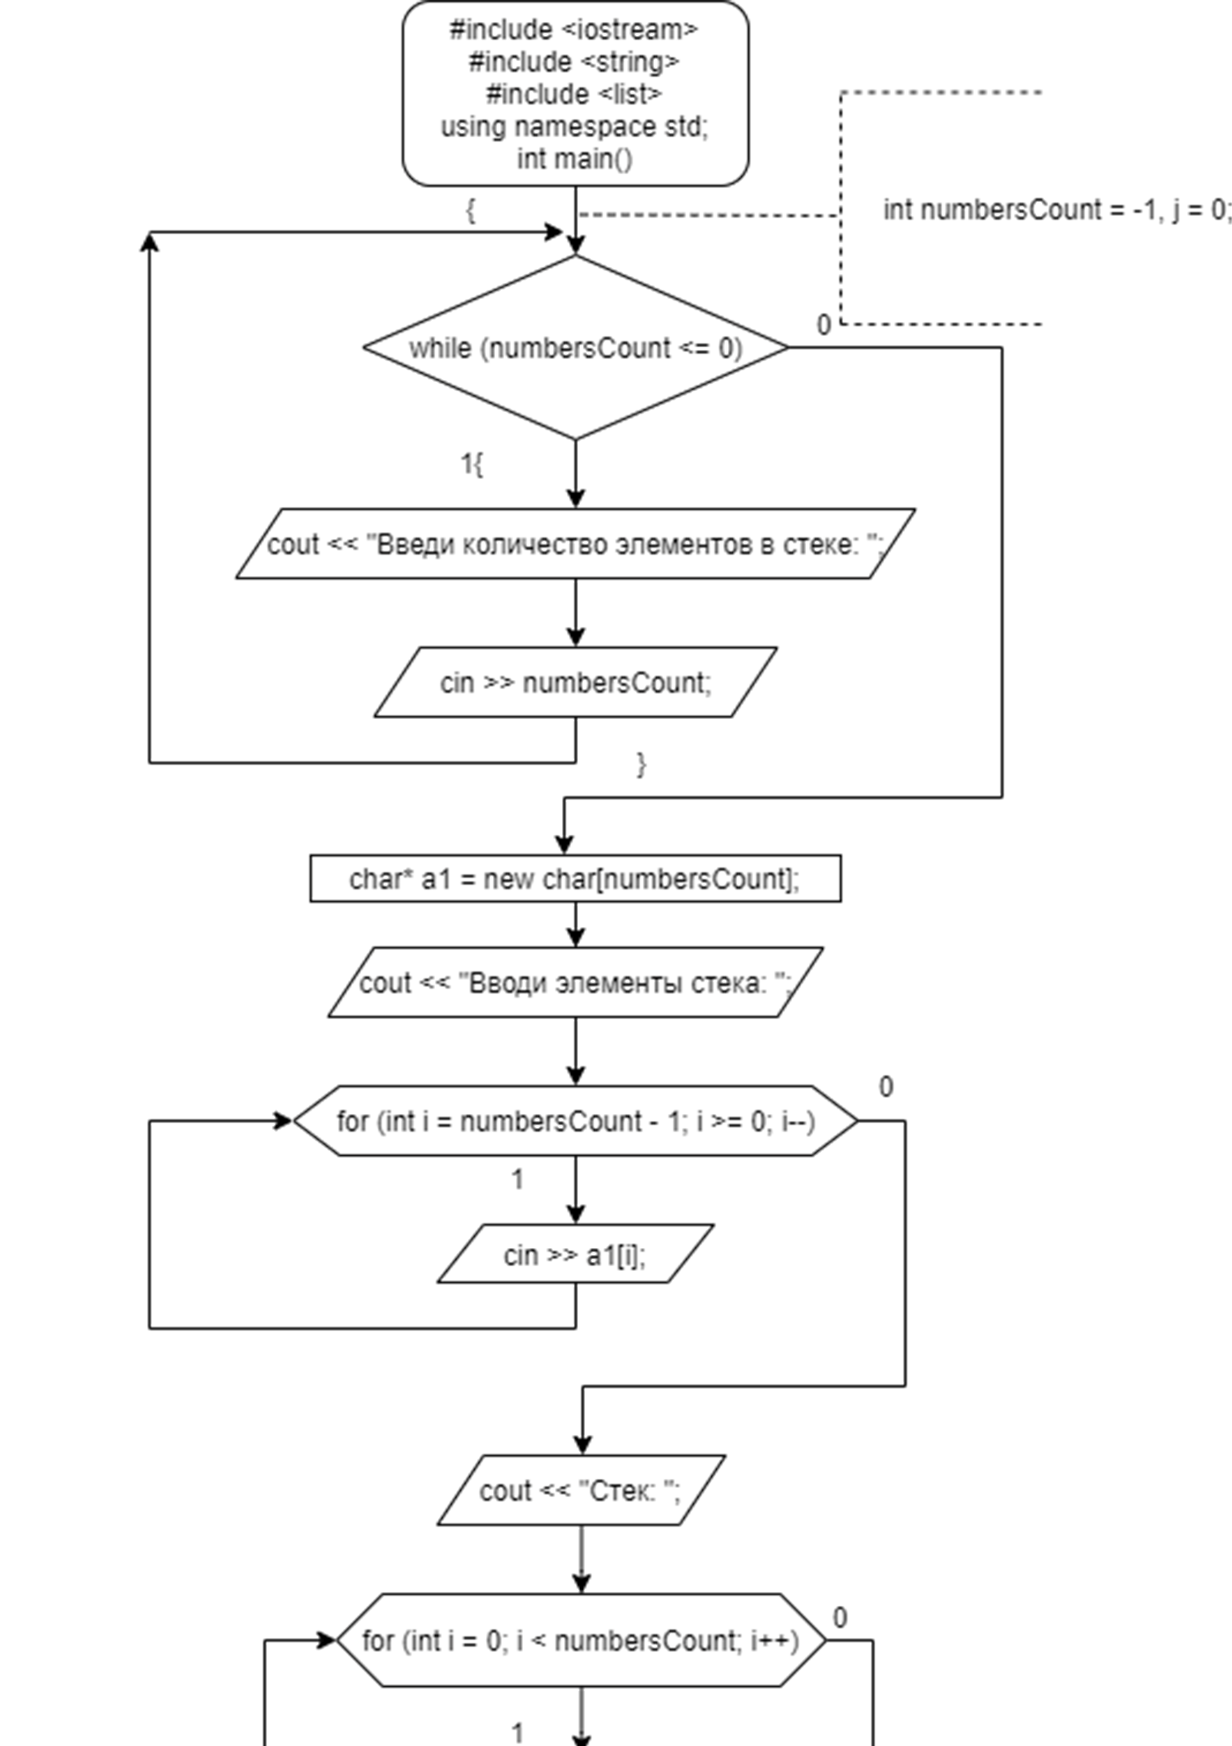 #include <iostream>
#include <string>
#include <list>
using namespace std;
int main()
{
int numbersCount = -1, j = 0;
while (numbersCount <= 0)
0
1{
cout << "Введи количество элементов в стеке: ";
cin >> numbersCount;
}
char* a1 = new char[numbersCount];
cout << "Вводи элементы стека: ";
for (int i = numbersCount - 1; i >= 0; i--)
0
1
cin >> a1[i];
cout << "Стек: ";
for (int i = 0; i < numbersCount; i++)
0
1